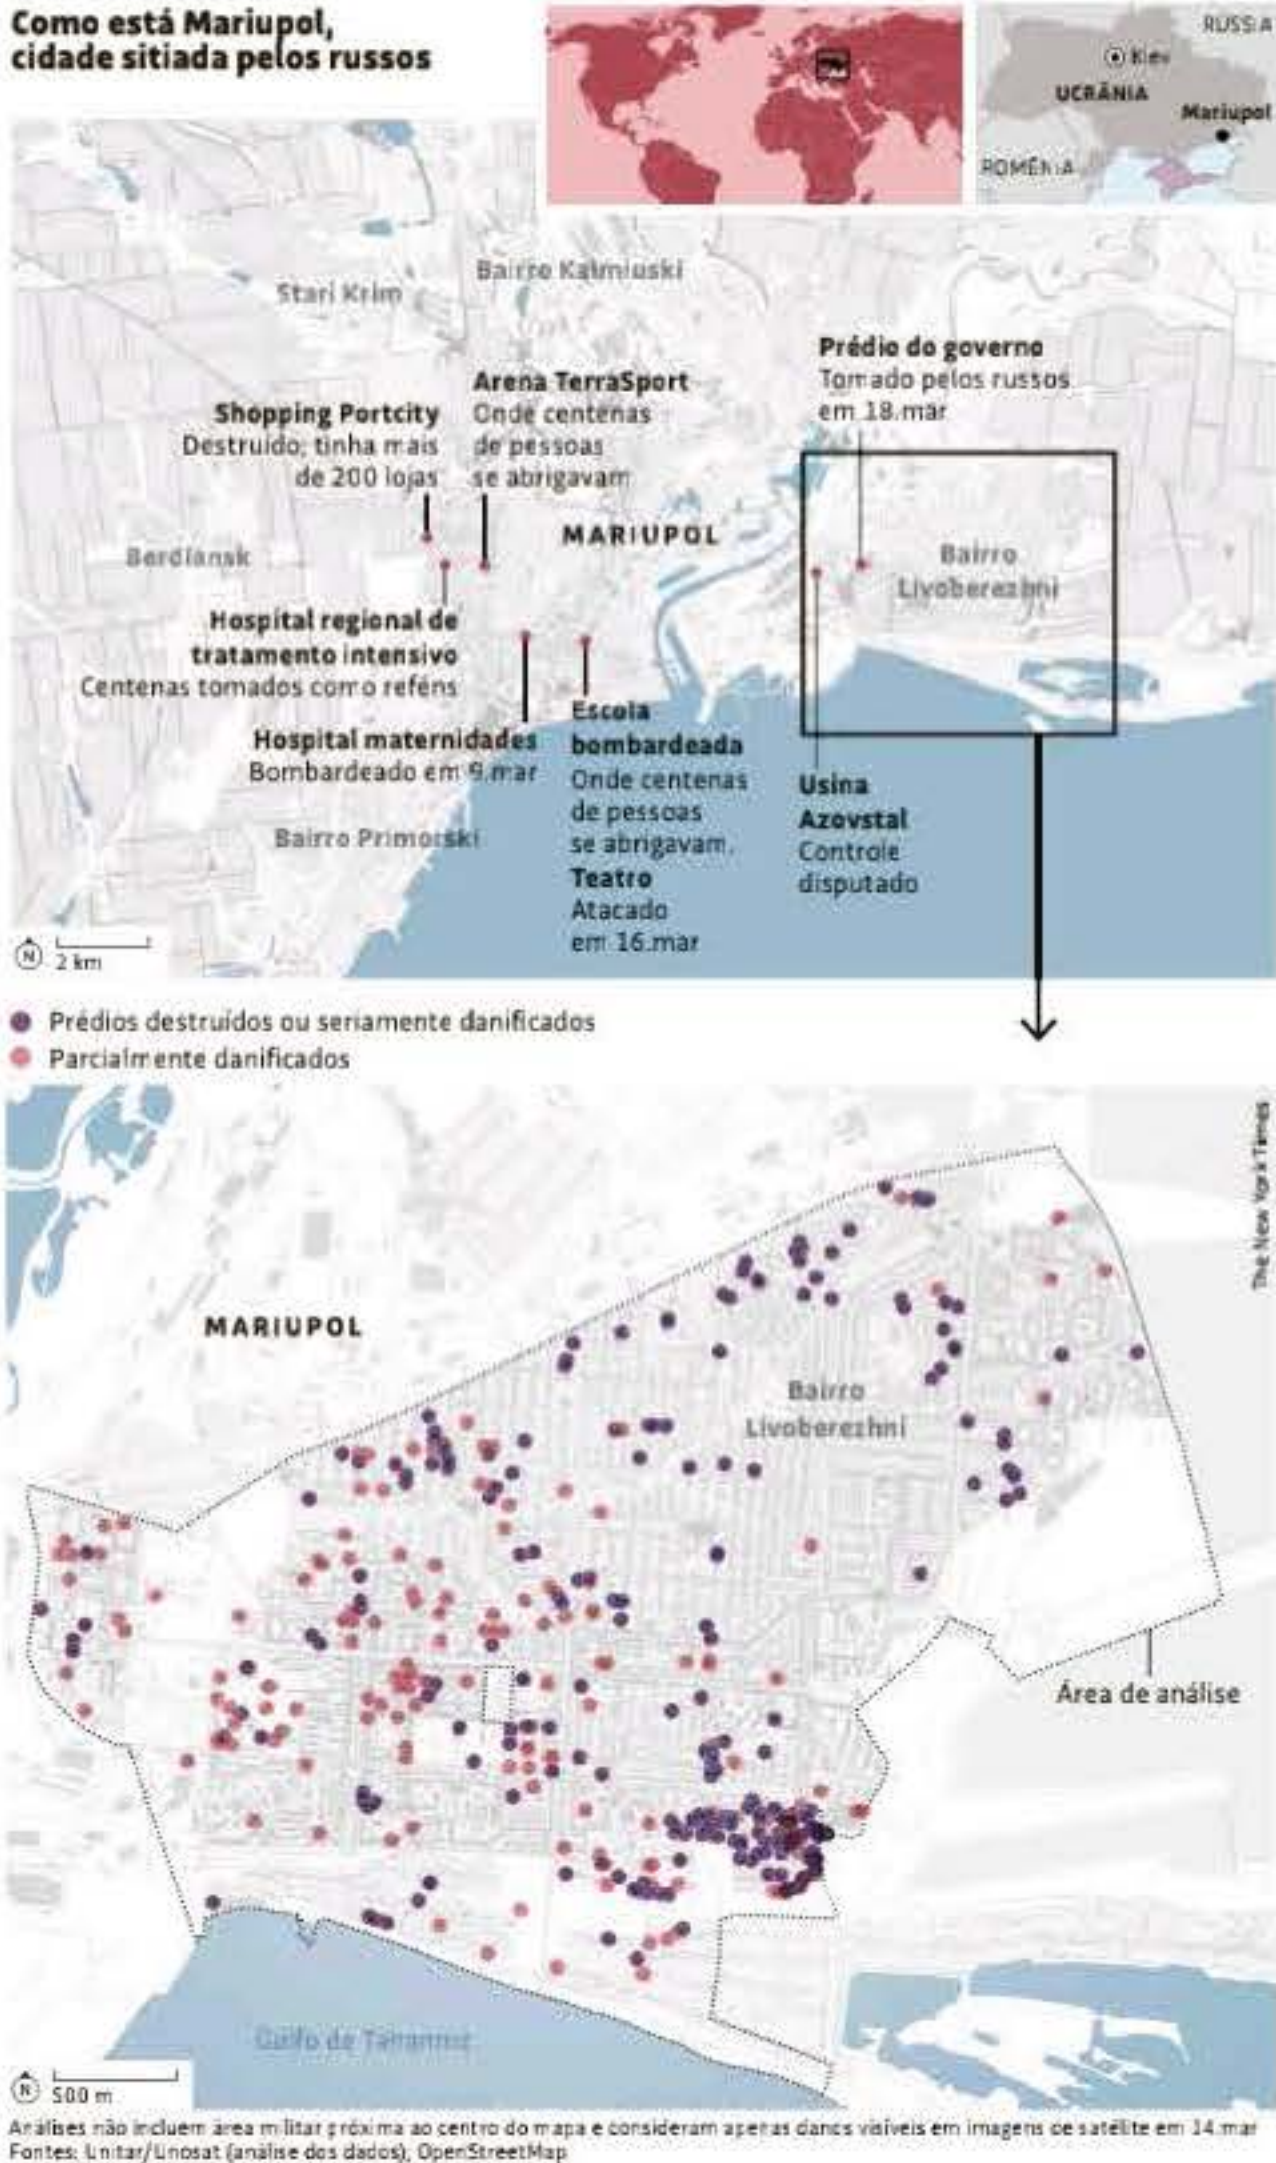 Como está Mariupol,
cidade sitiada pelos russos
RUSSIA
Kiev
UCRÂNIA
Mariupol
ROMÊNIA
Bairro Kalmiuski
Stari Krim
Prédio do governo
Tomado pelos russos
em 18.mar
Arena TerraSport
Onde centenas
de pessoas
se abrigavam
Shopping Portcity
Destruído; tinha mais
de 200 lojas
MARIUPOL
Berdiansk
Bairro
Livoberezhni
Hospital regional de
tratamento intensivo
Centenas tomados como reféns
Hospital maternidades
Bombardeado em 9.mar
Escola
bombardeada
Onde centenas
de pessoas
se abrigavam.
Teatro
Atacado
em 16.mar
Usina
Azovstal
Controle
disputado
Bairro Primorski
N
2 km
Prédios destruídos ou seriamente danificados
Parcialmente danificados
The New York Times
MARIUPOL
Bairro
Livoberezhni
Área de análise
Golfo de
N
500 m
Análises não incluem área militar próxima ao centro do mapa e consideram apenas danos visíveis em imagens de satélite em 14.mar
Fontes: Unitar/Unosat (análise dos dados), OpenStreetMap